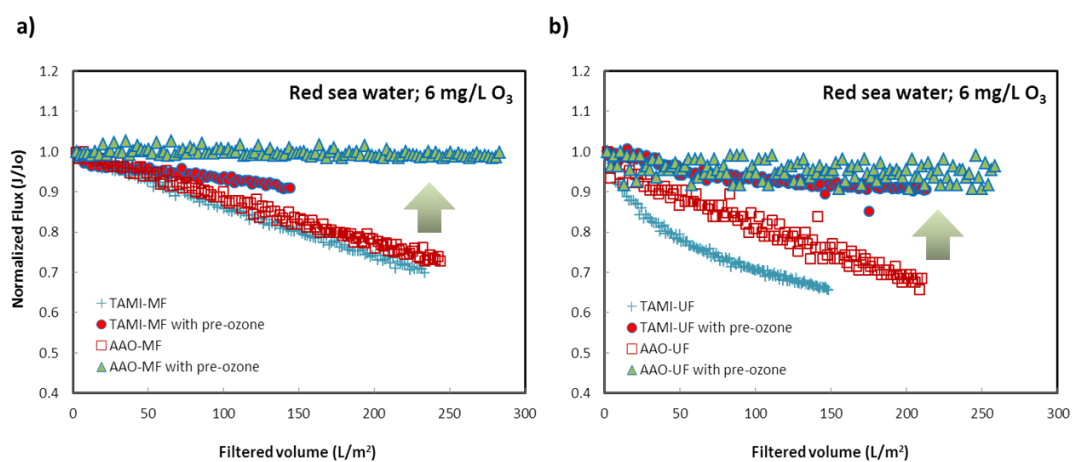 a)
b)
Red sea water; 6 mg/L O3
1.2
1.1
1.0
0.9
0.8
0.7
0.6
0.5
0.4
0
50
100
150
200
250
300
Normalized Flux (J/Jo)
Filtered volume (L/m²)
TAMI-MF
TAMI-MF with pre-ozone
AAO-MF
AAO-MF with pre-ozone
Red sea water; 6 mg/L O3
1.2
1.1
1.0
0.9
0.8
0.7
0.6
0.5
0.4
0
50
100
150
200
250
300
Filtered volume (L/m²)
TAMI-UF
TAMI-UF with pre-ozone
AAO-UF
AAO-UF with pre-ozone